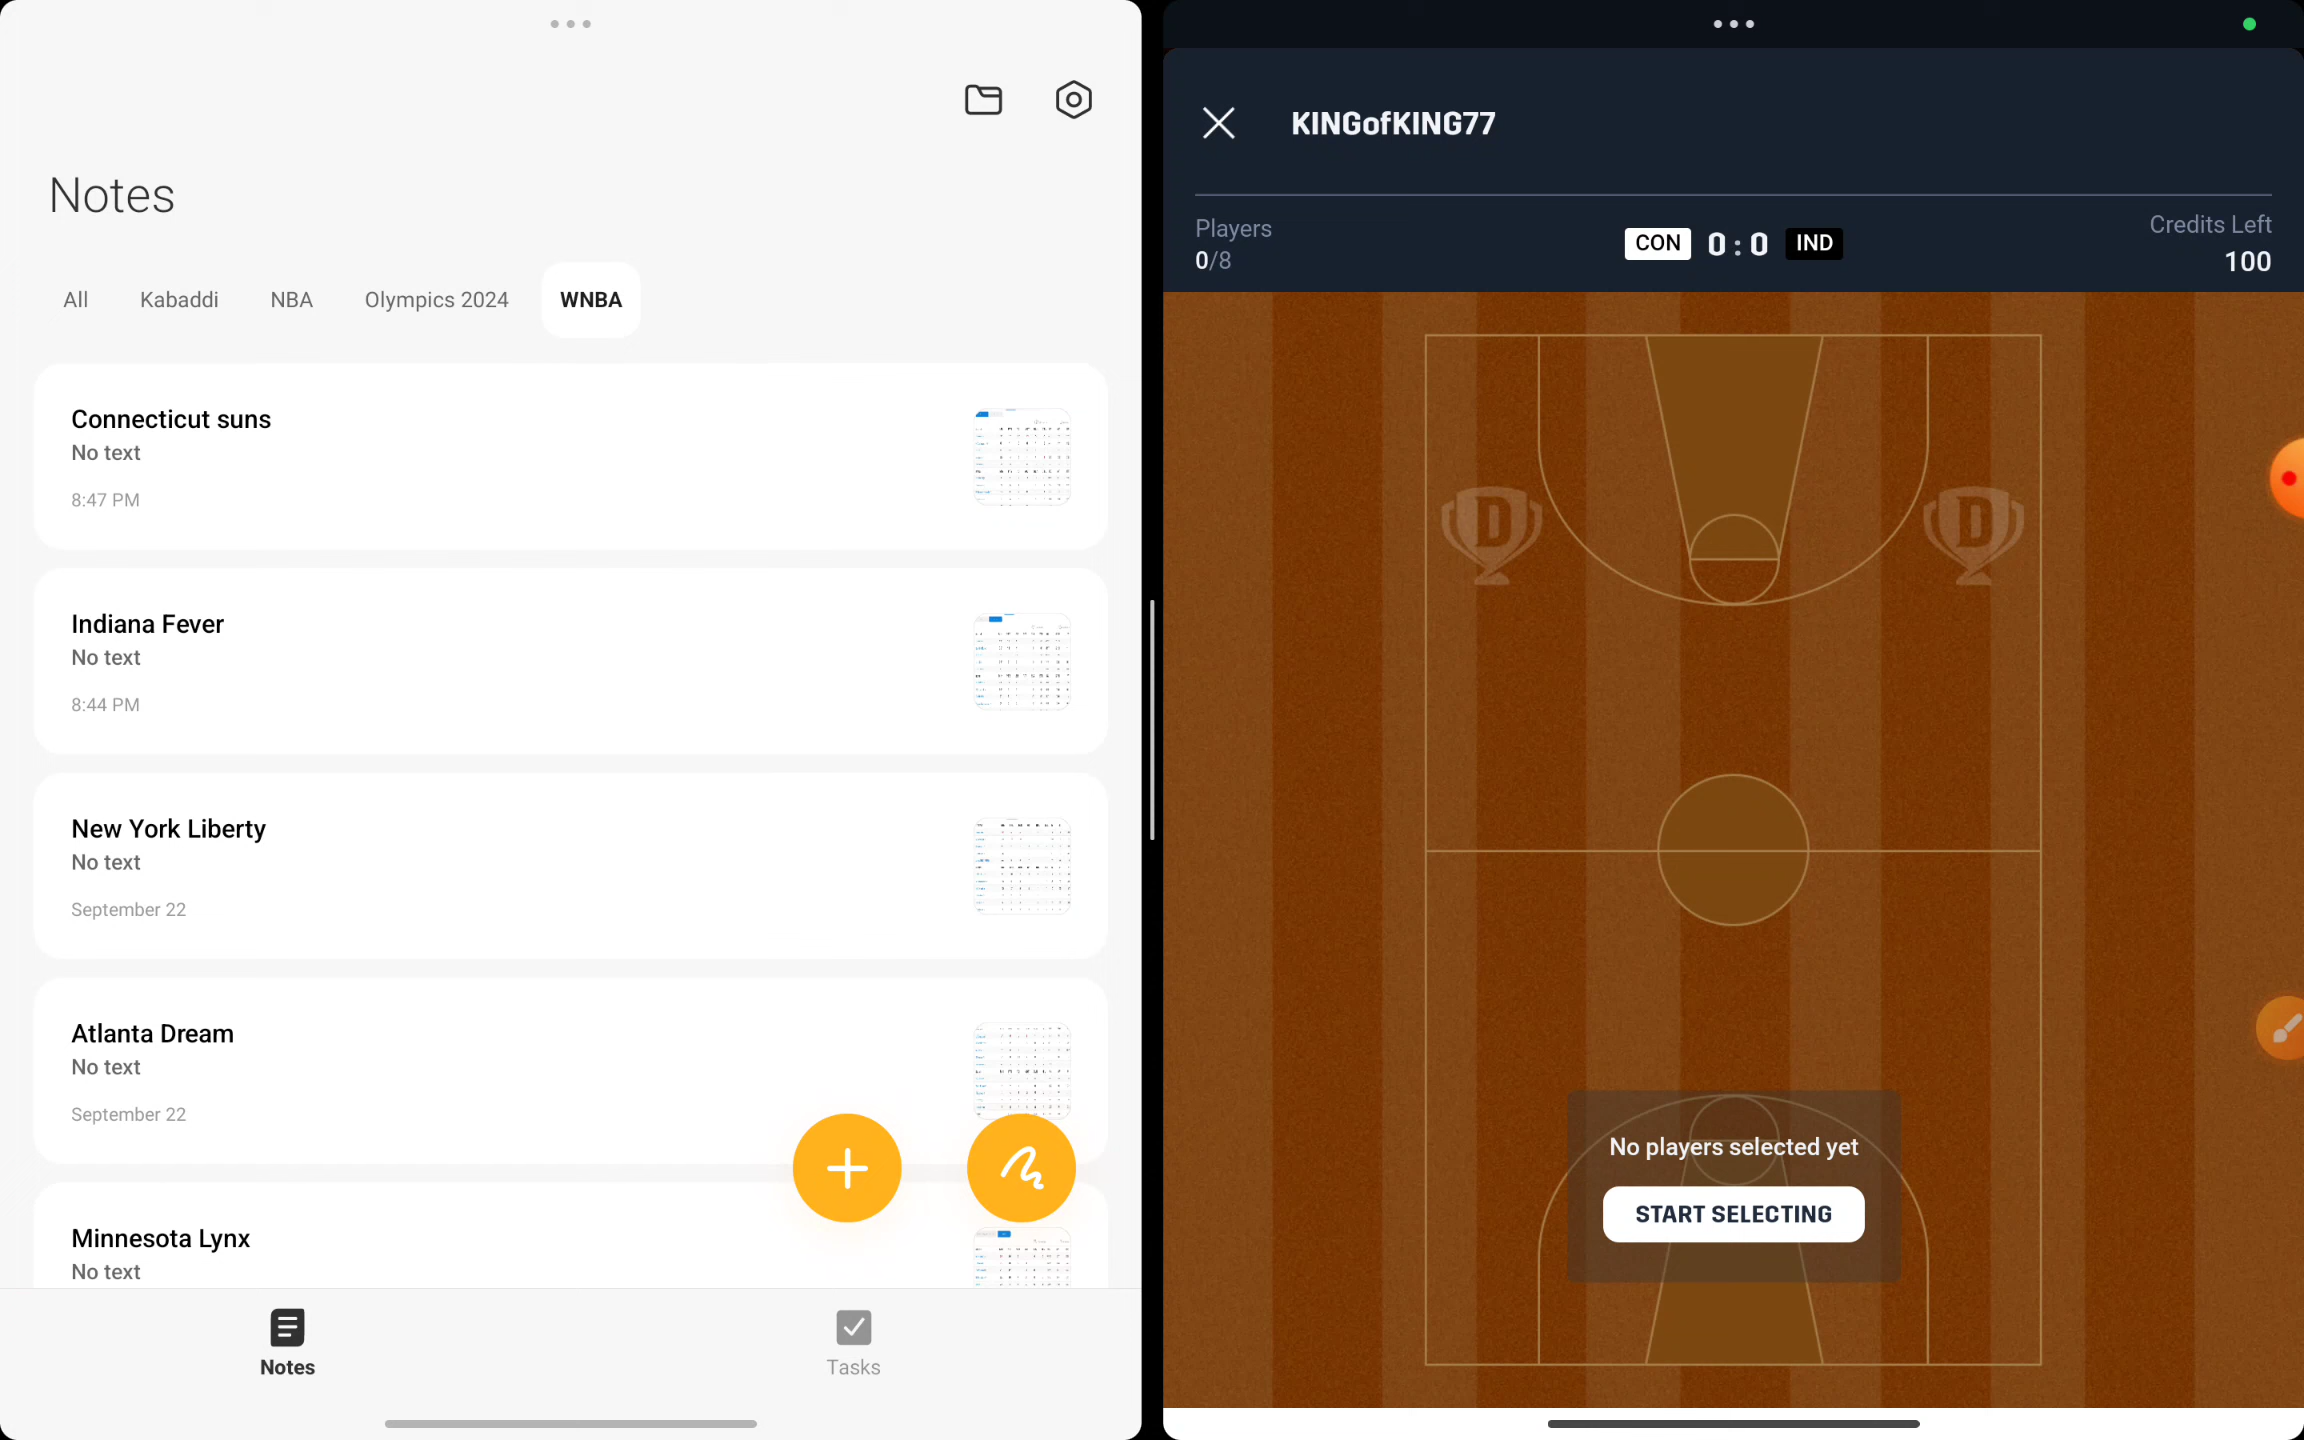 Notes
All
Kabaddi
NBA
Olympics 2024
WNBA
Connecticut suns
No text
8:47 PM
Indiana Fever
No text
8:44 PM
New York Liberty
No text
September 22
Atlanta Dream
No text
September 22
Minnesota Lynx
No text
Notes
Tasks
KINGofKING77
Players
0/8
CON 0 : 0 IND
Credits Left
100
D
D
No players selected yet
START SELECTING